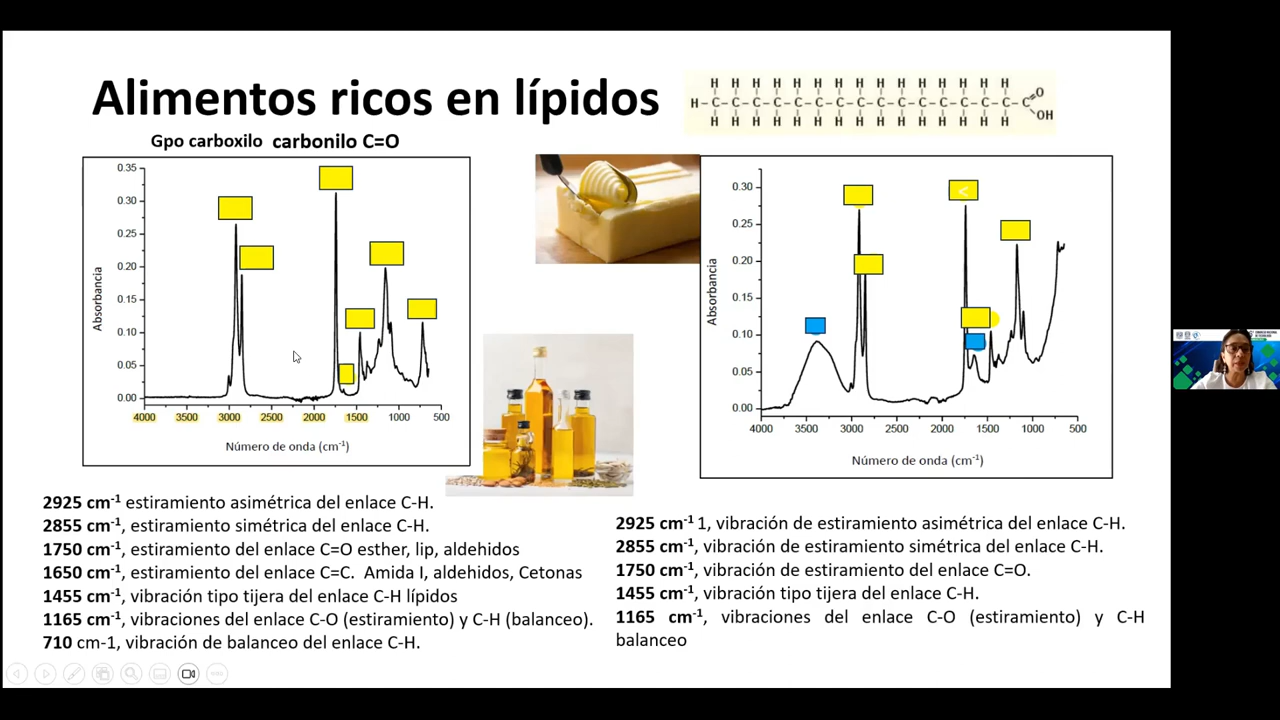 Alimentos ricos en lípidos
H H H H H H H H H H H H H H H
H–C–C–C–C–C–C–C–C–C–C–C–C–C–C–C–C O
H H H H H H H H H H H H H H H OH
Gpo carboxilo carbonilo C=O
0.35
0.30
0.25
0.20
0.15
0.10
0.05
0.00
Absorbancia
4000 3500 3000 2500 2000 1500 1000 500
Número de onda (cm-1)
0.30
0.25
0.20
0.15
0.10
0.05
0.00
Absorbancia
<
4000 3500 3000 2500 2000 1500 1000 500
Número de onda (cm-1)
2925 cm-1 estiramiento asimétrica del enlace C-H.
2855 cm-1, estiramiento simétrica del enlace C-H.
1750 cm-1, estiramiento del enlace C=O esther, lip, aldehidos
1650 cm-1, estiramiento del enlace C=C. Amida I, aldehidos, Cetonas
1455 cm-1, vibración tipo tijera del enlace C-H lípidos
1165 cm-1, vibraciones del enlace C-O (estiramiento) y C-H (balanceo).
710 cm-1, vibración de balanceo del enlace C-H.
2925 cm-1 1, vibración de estiramiento asimétrica del enlace C-H.
2855 cm-1, vibración de estiramiento simétrica del enlace C-H.
1750 cm-1, vibración de estiramiento del enlace C=O.
1455 cm-1, vibración tipo tijera del enlace C-H.
1165 cm-1, vibraciones del enlace C-O (estiramiento) y C-H
balanceo